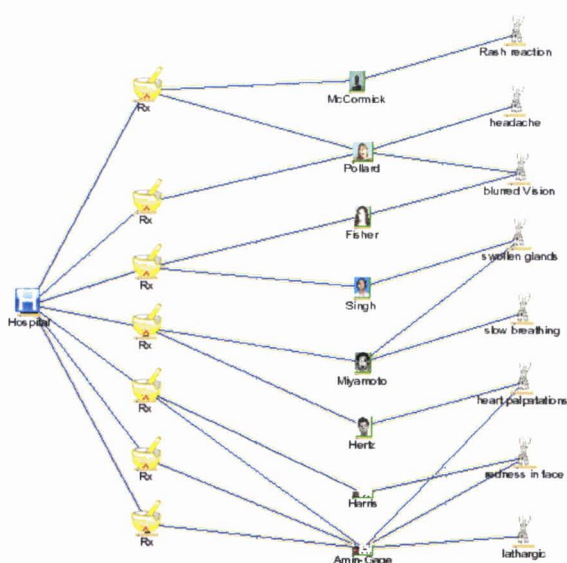 Rash reaction
Rx
McCormick
headache
Pollard
blurred Vision
Rx
Fisher
swollen glands
Rx
Singh
Hospital
slow breathing
Rx
Miyamoto
heart palpatations
Rx
Hertz
redness in face
Rx
Harris
Rx
Amin-Gage
lathargic